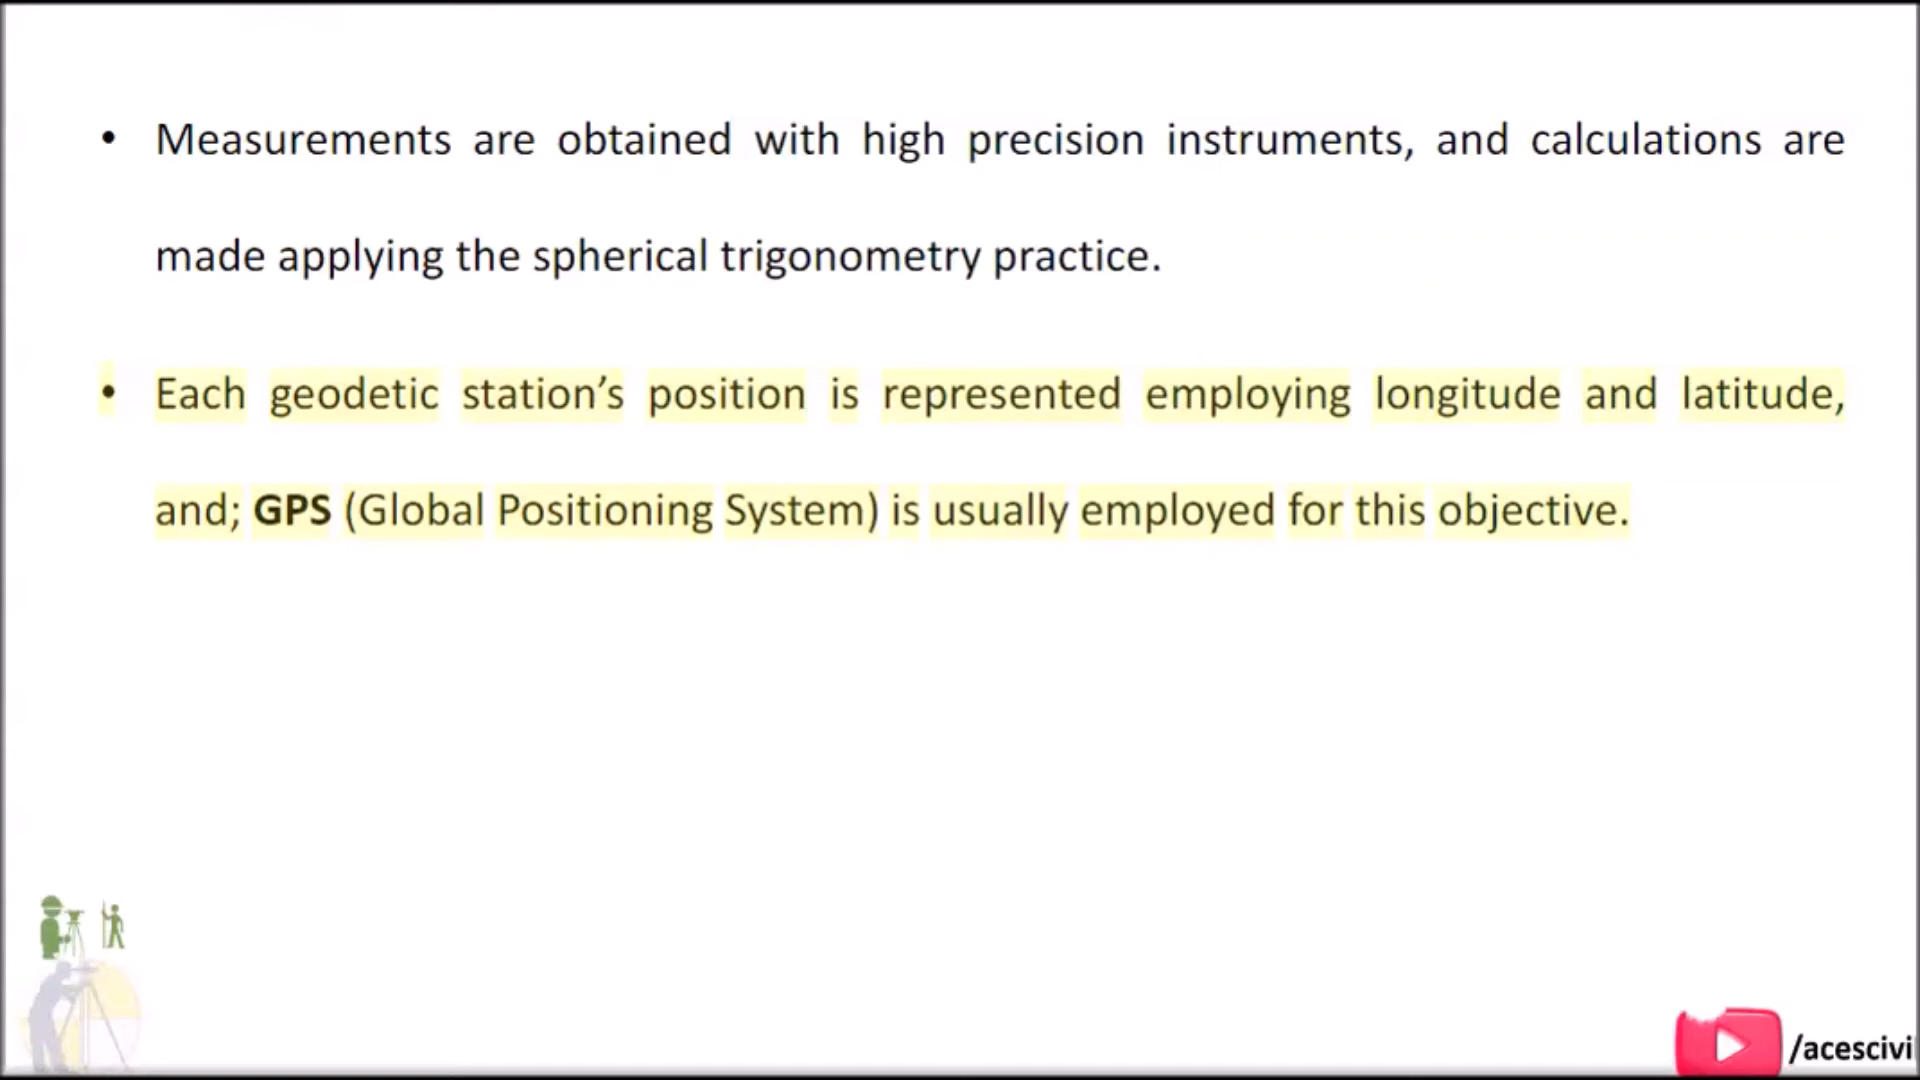 • Measurements are obtained with high precision instruments, and calculations are
made applying the spherical trigonometry practice.
• Each geodetic station’s position is represented employing longitude and latitude,
and; GPS (Global Positioning System) is usually employed for this objective.
/acescivi